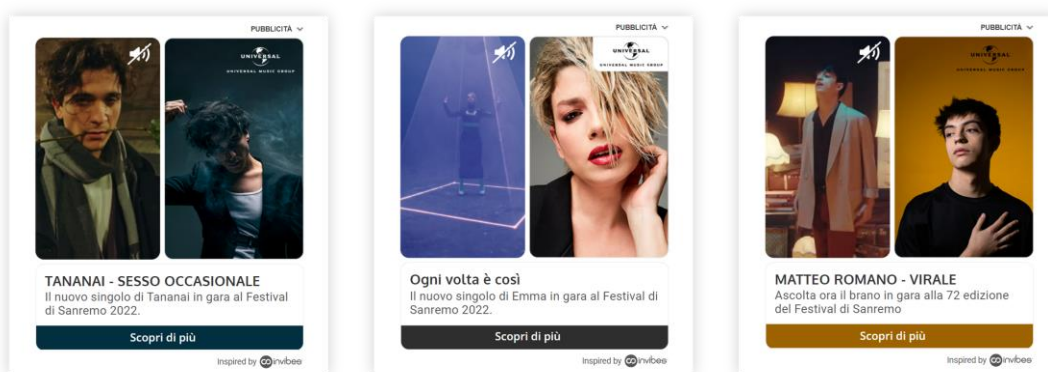 PUBBLICITÀ
UNIVERSAL
UNIVERSAL MUSIC GROUP
TANANAI - SESSO OCCASIONALE
Il nuovo singolo di Tananai in gara al Festival
di Sanremo 2022.
Scopri di più
Inspired by invibes
PUBBLICITÀ
UNIVERSAL
UNIVERSAL MUSIC GROUP
Ogni volta è così
Il nuovo singolo di Emma in gara al Festival di
Sanremo 2022.
Scopri di più
Inspired by invibes
PUBBLICITÀ
UNIVERSAL
UNIVERSAL MUSIC GROUP
MATTEO ROMANO - VIRALE
Ascolta ora il brano in gara alla 72 edizione
del Festival di Sanremo
Scopri di più
Inspired by invibes